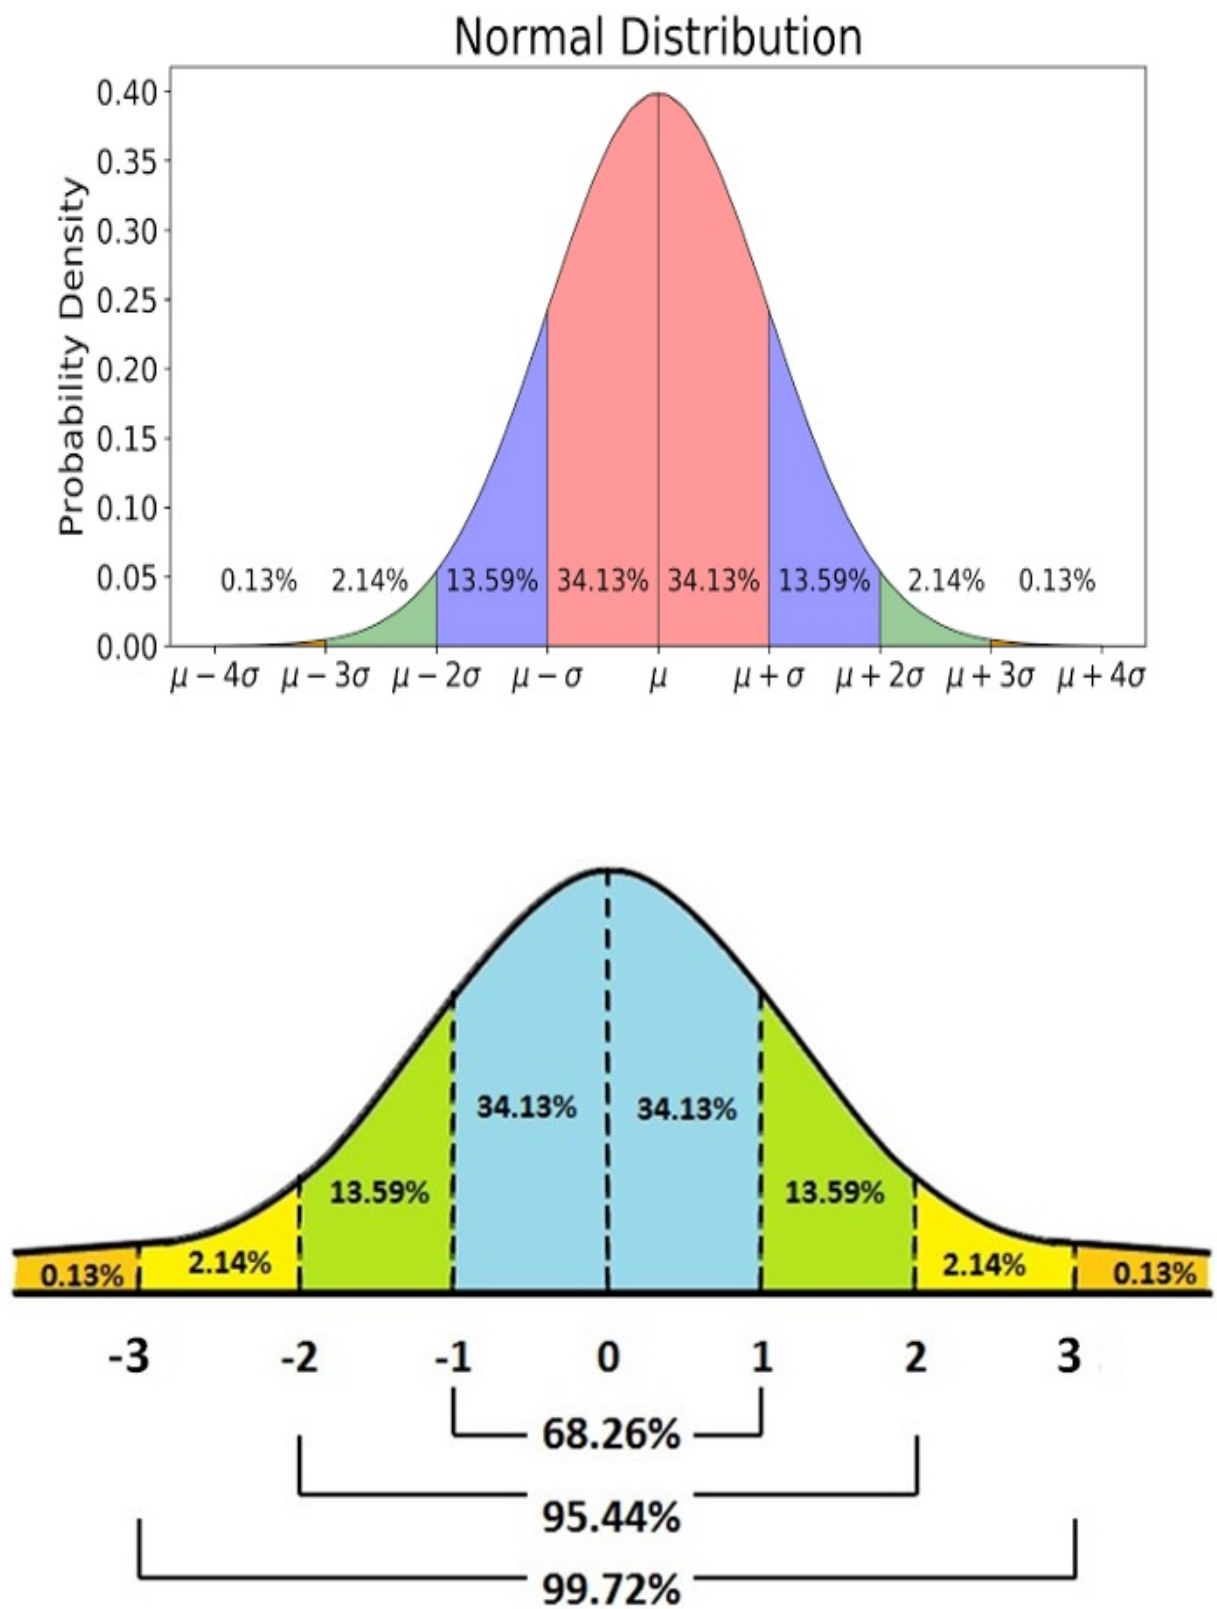 Normal Distribution
Probability Density
0.40
0.35
0.30
0.25
0.20
0.15
0.10
0.05
0.00
0.13% 2.14% 13.59% 34.13% 34.13% 13.59% 2.14% 0.13%
μ − 4σ μ − 3σ μ − 2σ μ − σ μ μ + σ μ + 2σ μ + 3σ μ + 4σ
34.13% 34.13%
13.59% 13.59%
0.13% 2.14% 2.14% 0.13%
-3 -2 -1 0 1 2 3
68.26%
95.44%
99.72%